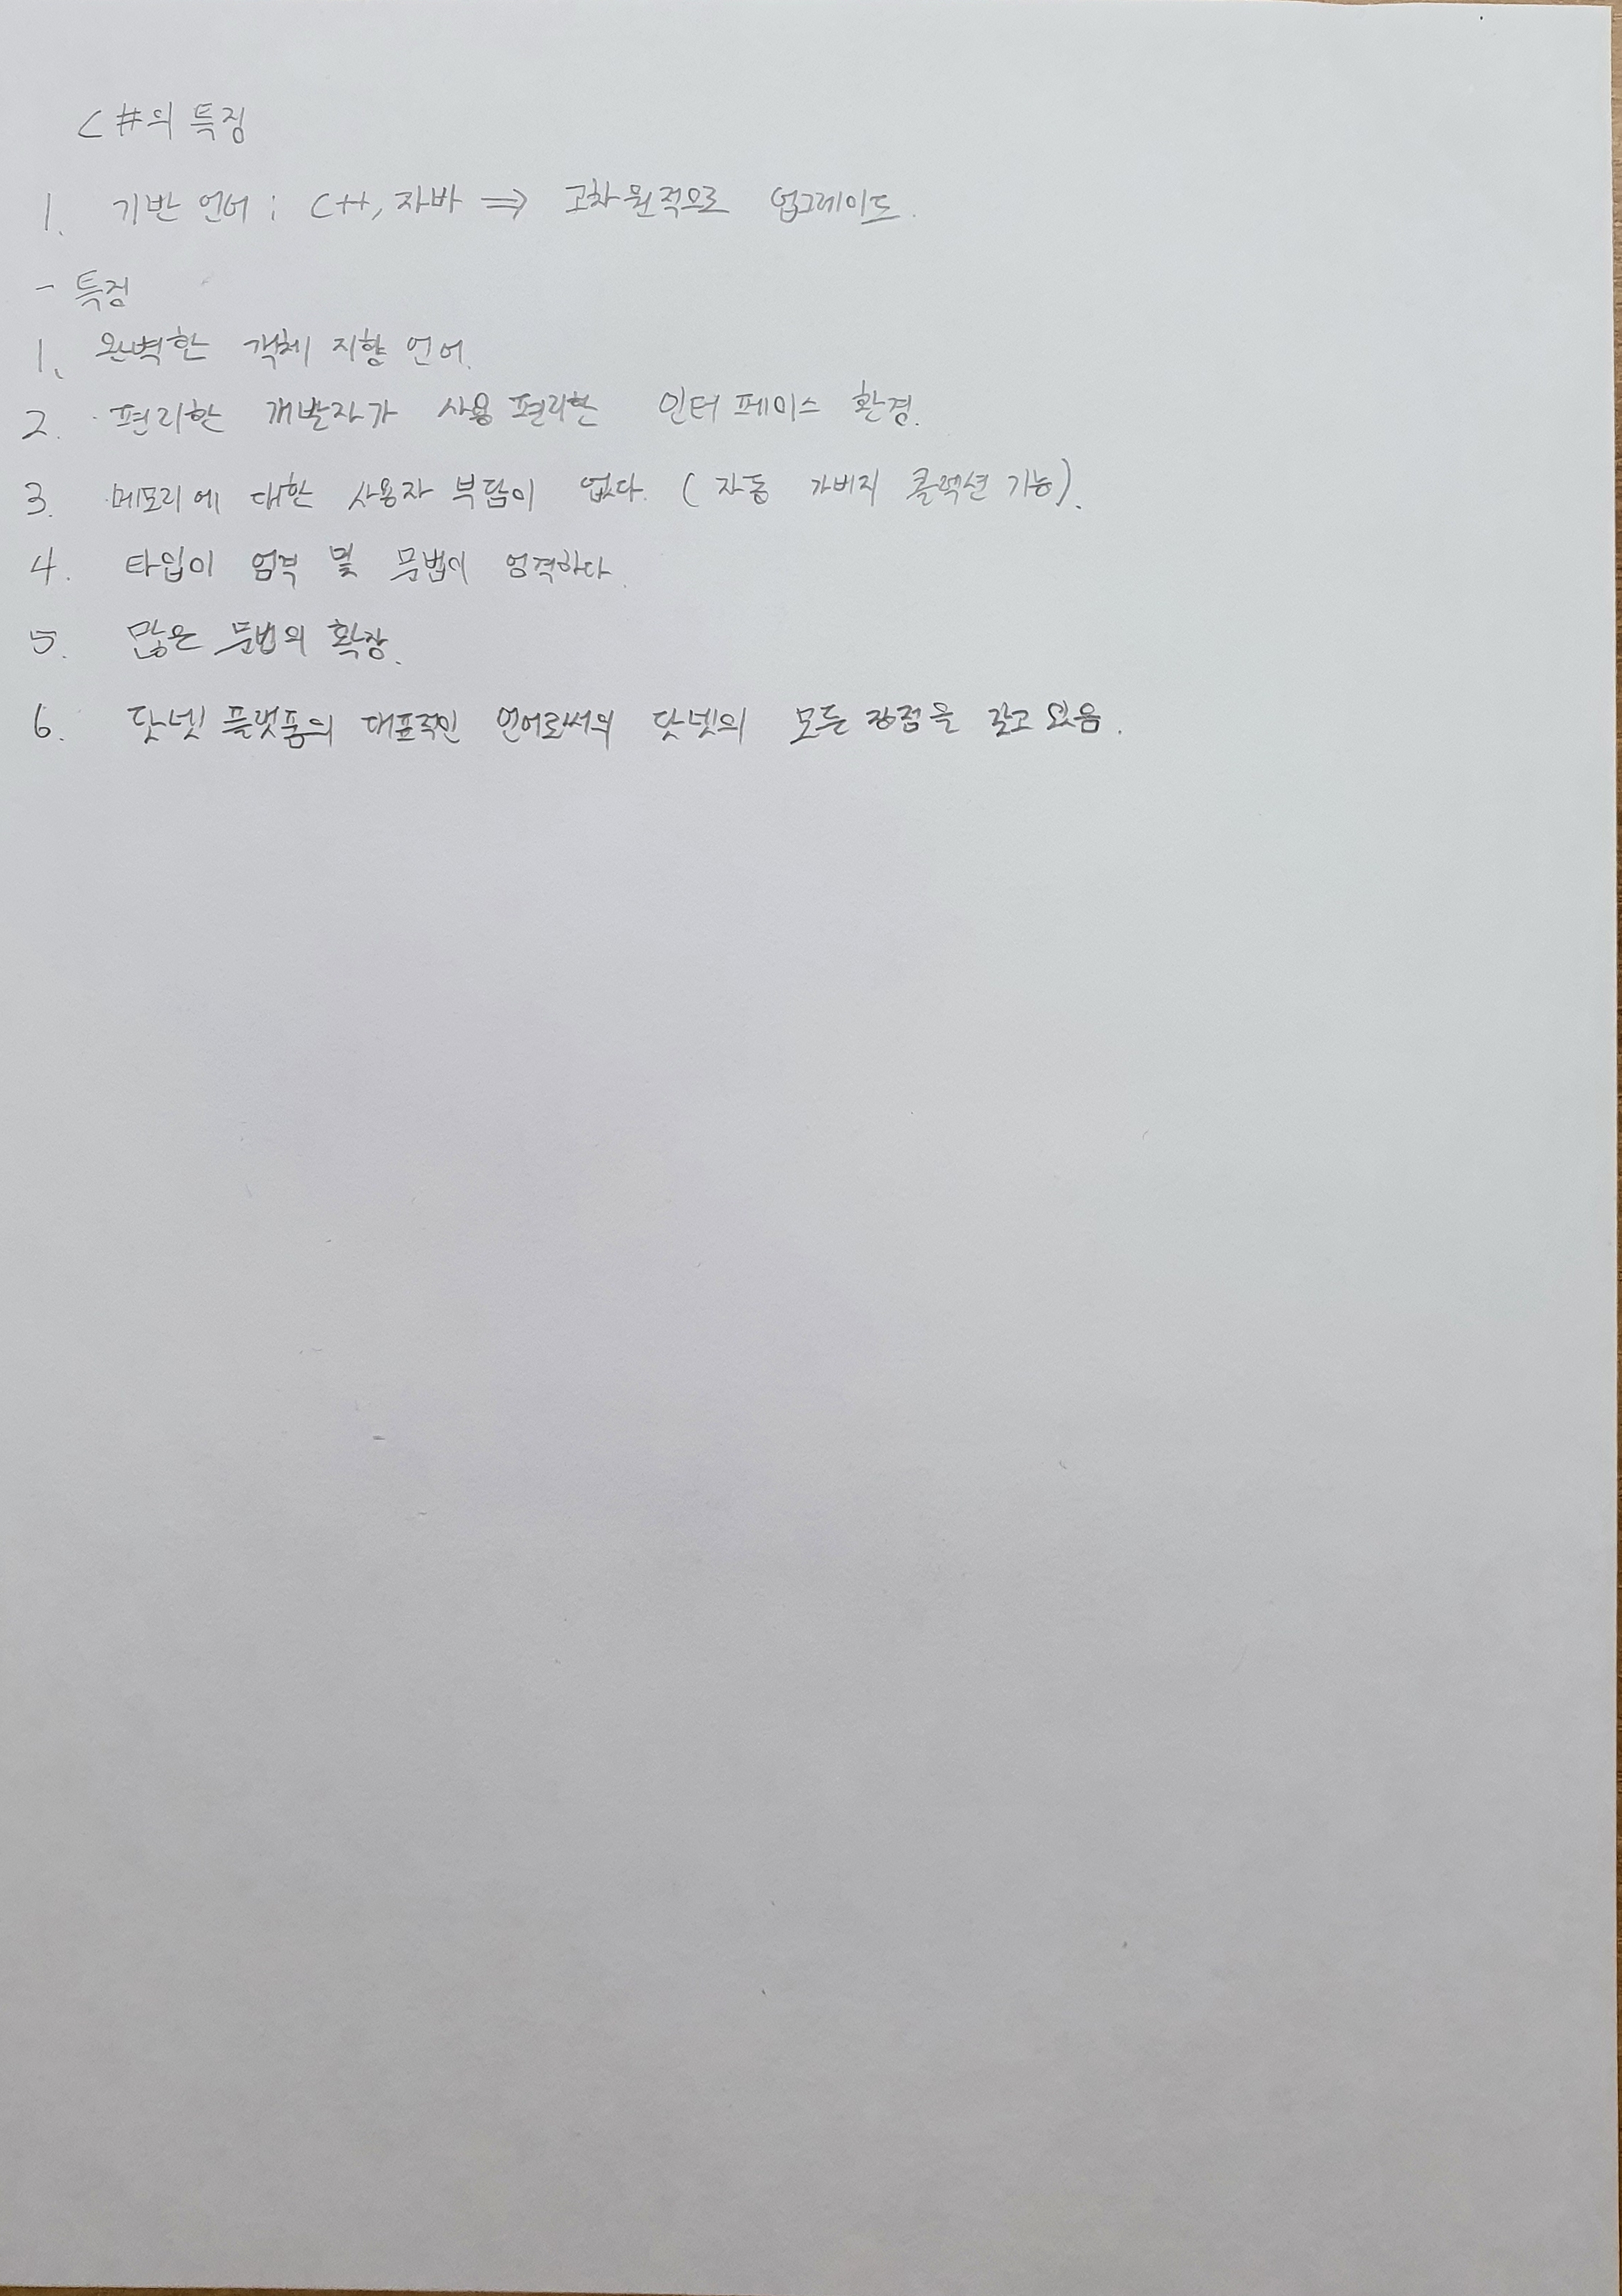 C#의 특징
1. 기반 언어 : C++, 자바 ⇒ 고차원적으로 업그레이드.
- 특징
1. 완벽한 객체 지향 언어.
2. 편리한 개발자가 사용 편리한 인터페이스 환경.
3. 메모리에 대한 사용자 부담이 없다. (자동 가버지 콜렉션 기능).
4. 타입이 엄격 및 문법이 엄격하다.
5. 많은 문법의 확장.
6. 닷넷 플랫폼의 대표적인 언어로써의 닷넷의 모든 장점을 갖고 있음.